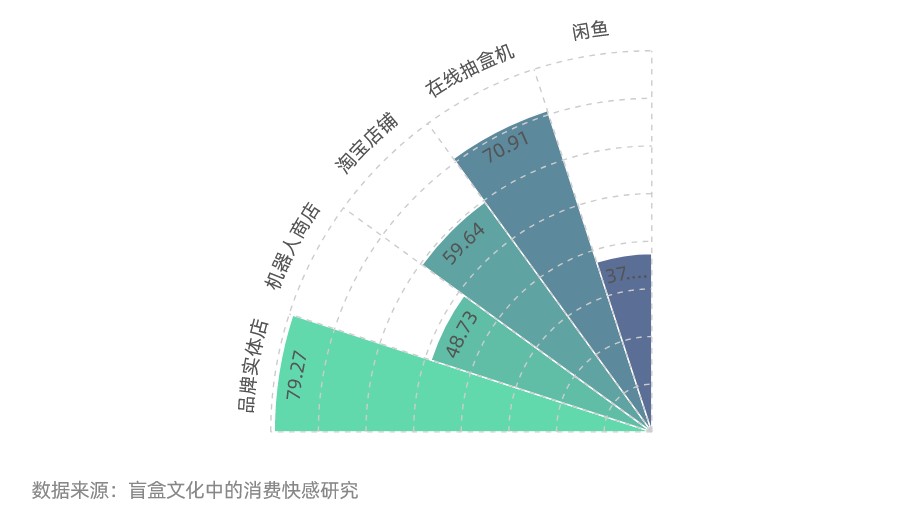 闲鱼
在线抽盒机
淘宝店铺
机器人商店
品牌实体店
37....
70.91
59.64
48.73
79.27
数据来源：盲盒文化中的消费快感研究